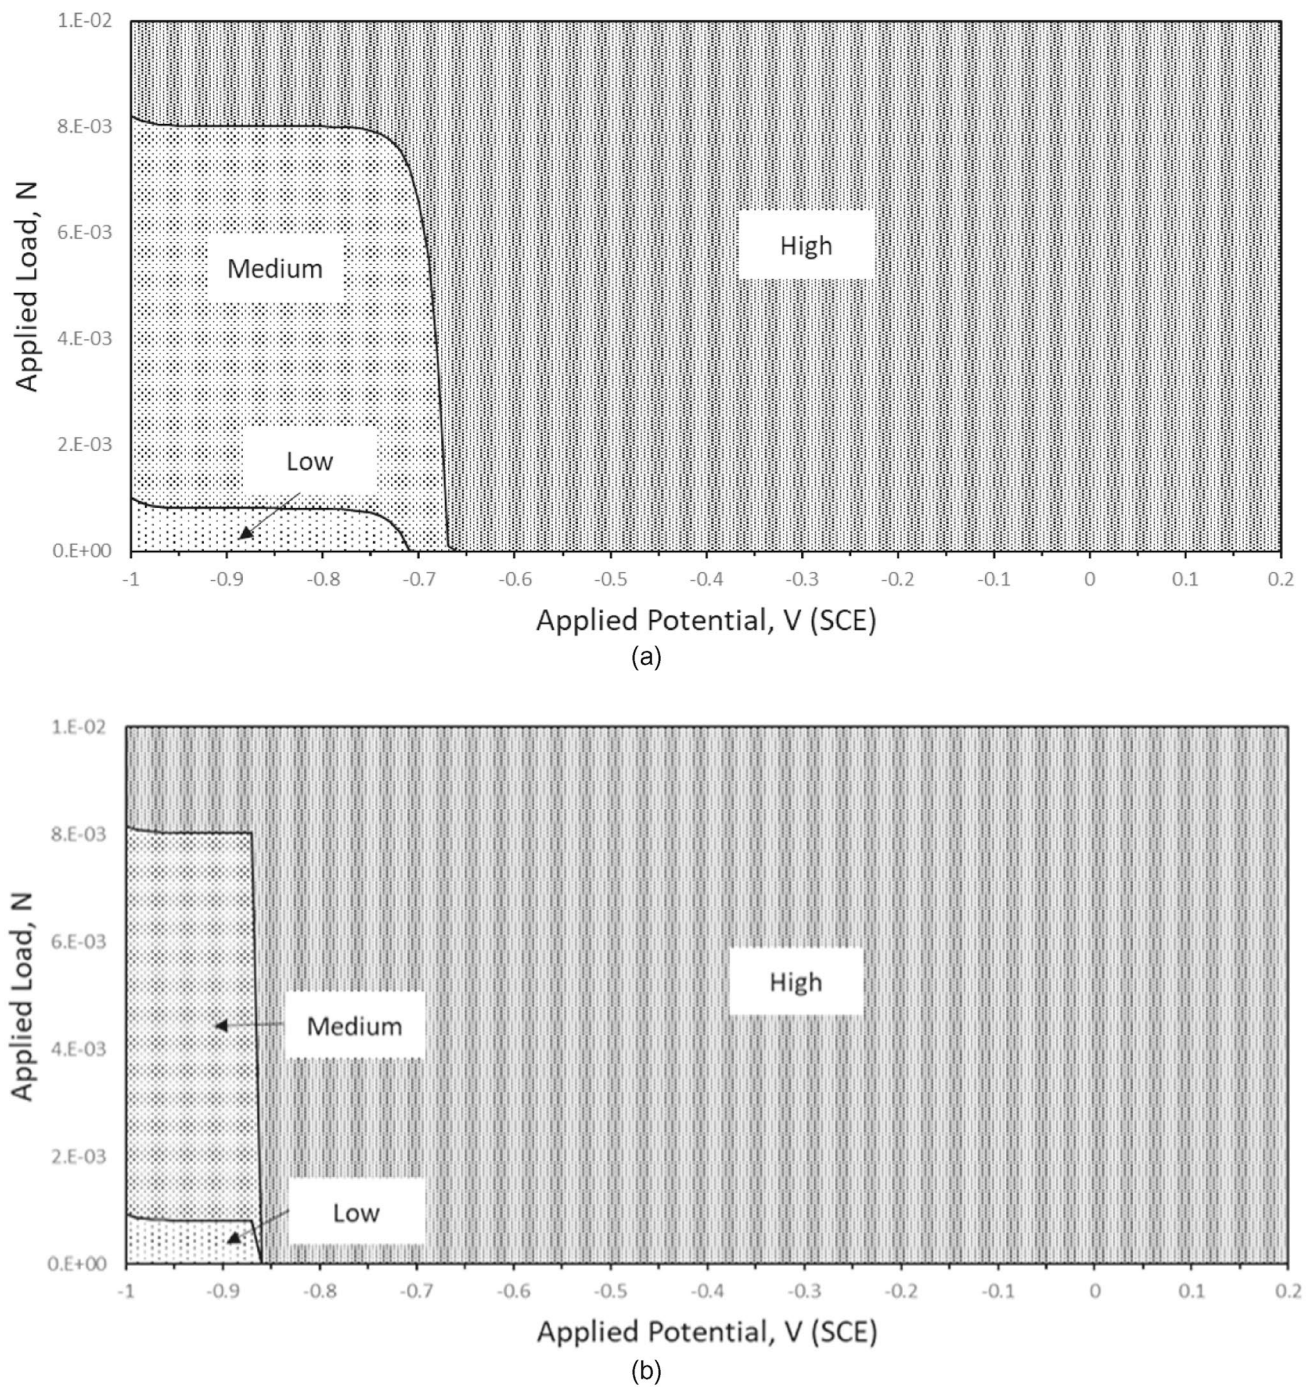 1.E-02
8.E-03
6.E-03
4.E-03
2.E-03
0.E+00
Applied Load, N
Medium
High
Low
-1 -0.9 -0.8 -0.7 -0.6 -0.5 -0.4 -0.3 -0.2 -0.1 0 0.1 0.2
Applied Potential, V (SCE)
(a)
1.E-02
8.E-03
6.E-03
4.E-03
2.E-03
0.E+00
Applied Load, N
High
Medium
Low
-1 -0.9 -0.8 -0.7 -0.6 -0.5 -0.4 -0.3 -0.2 -0.1 0 0.1 0.2
Applied Potential, V (SCE)
(b)